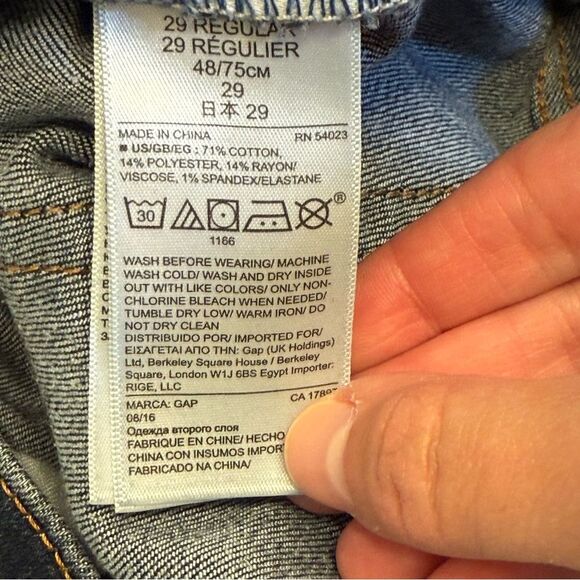 29 REGULAR
29 RÉGULIER
48/75CM
29
日本 29
MADE IN CHINA RN 54023
■ US/GB/EG: 71% COTTON,
14% POLYESTER, 14% RAYON/
VISCOSE, 1% SPANDEX/ELASTANE
30
®
1166
WASH BEFORE WEARING/ MACHINE
WASH COLD/ WASH AND DRY INSIDE
OUT WITH LIKE COLORS/ ONLY NON-
CHLORINE BLEACH WHEN NEEDED/
TUMBLE DRY LOW/ WARM IRON/ DO
NOT DRY CLEAN
DISTRIBUIDO POR/ IMPORTED FOR/
ΕΙΣΑΓΕΤΑΙ ΑΠΟ ΤΗΝ: Gap (UK Holdings)
Ltd, Berkeley Square House / Berkeley
Square, London W1J 6BS Egypt Importer:
RIGE, LLC
MARCA: GAP CA 17897
08/16
Одежда второго слоя
FABRIQUE EN CHINE/ HECHO
CHINA CON INSUMOS IMPOR
FABRICADO NA CHINA/